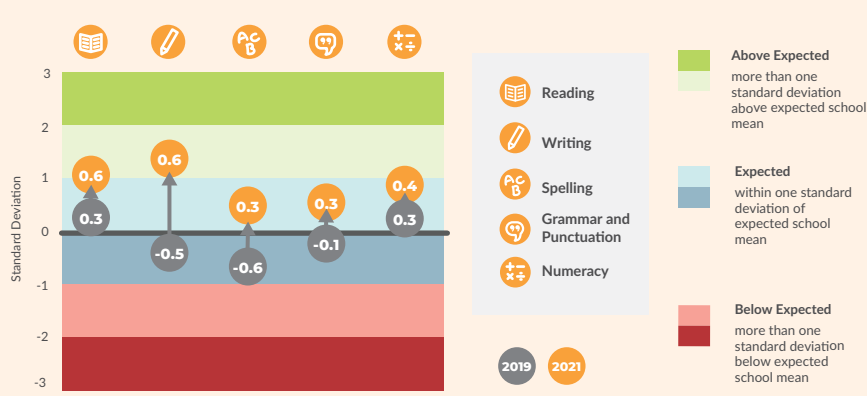 3
2
1
0
-1
-2
-3
Standard Deviation
A C B
0.6
0.6
0.3
0.3
0.4
0.3
-0.5
-0.6
-0.1
0.3
Reading
Writing
A C B
Spelling
Grammar and
Punctuation
Numeracy
2019
2021
Above Expected
more than one
standard deviation
above expected school
mean
Expected
within one standard
deviation of
expected school
mean
Below Expected
more than one
standard deviation
below expected
school mean